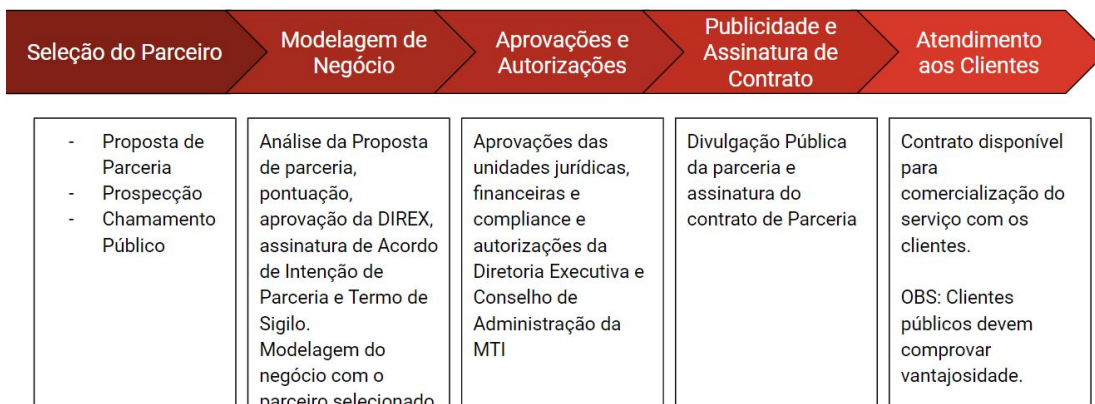 Seleção do Parceiro
Modelagem de
Negócio
Aprovações e
Autorizações
Publicidade e
Assinatura de
Contrato
Atendimento
aos Clientes
- Proposta de
Parceria
- Prospecção
- Chamamento
Público
Análise da Proposta
de parceria,
pontuação,
aprovação da DIREX,
assinatura de Acordo
de Intenção de
Parceria e Termo de
Sigilo.
Modelagem do
negócio com o
parceiro selecionado
Aprovações das
unidades jurídicas,
financeiras e
compliance e
autorizações da
Diretoria Executiva e
Conselho de
Administração da
MTI
Divulgação Pública
da parceria e
assinatura do
contrato de Parceria
Contrato disponível
para
comercialização do
serviço com os
clientes.
OBS: Clientes
públicos devem
comprovar
vantajosidade.